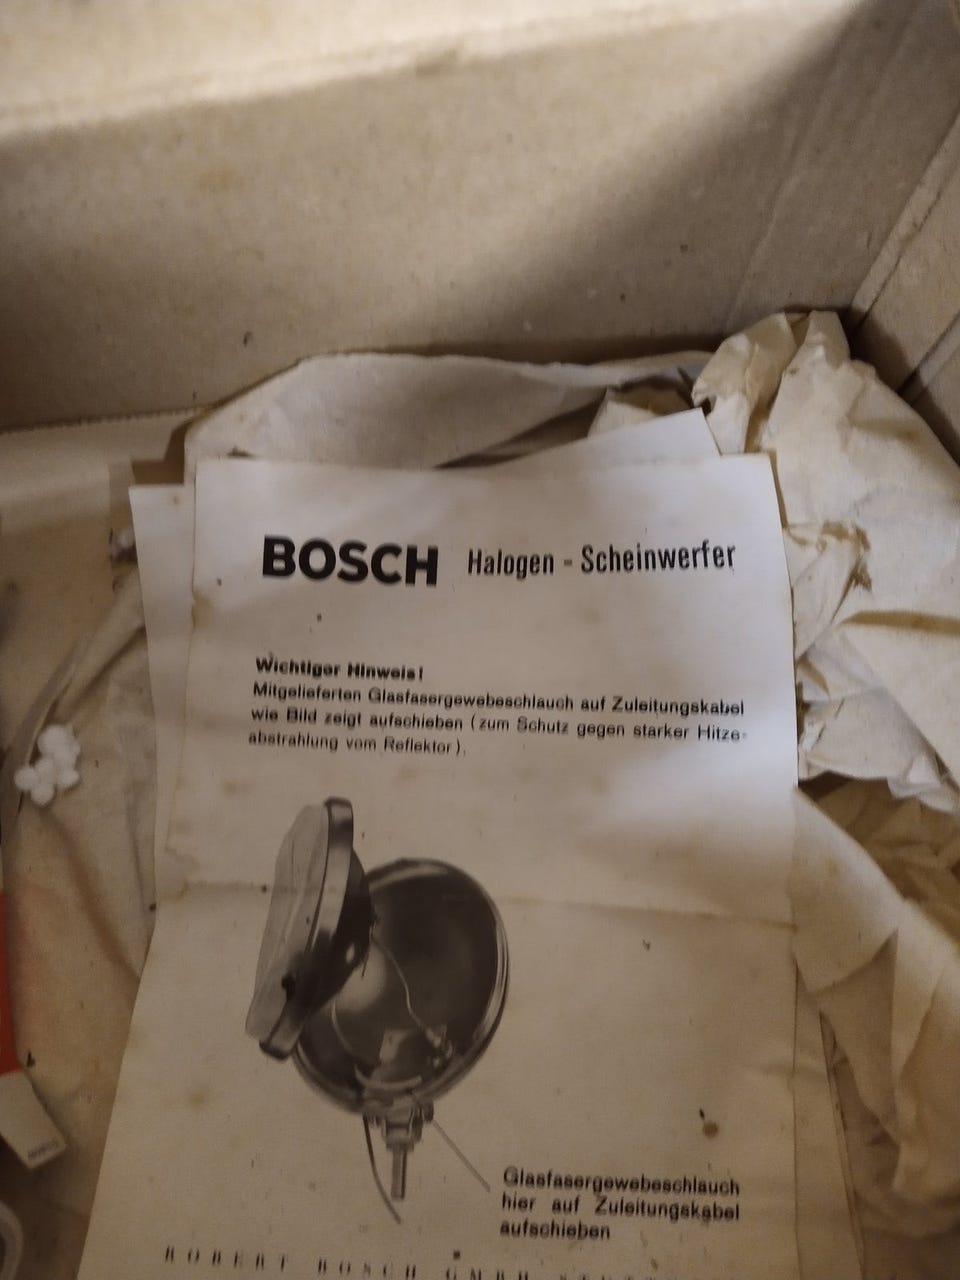 BOSCH Halogen - Scheinwerfer
Wichtiger Hinweis!
Mitgelieferten Glasfasergewebeschlauch auf Zuleitungskabel
wie Bild zeigt aufschieben (zum Schutz gegen starker Hitze-
abstrahlung vom Reflektor).
Glasfasergewebeschlauch
hier auf Zuleitungskabel
aufschieben
ROBERT BOSCH GMBH